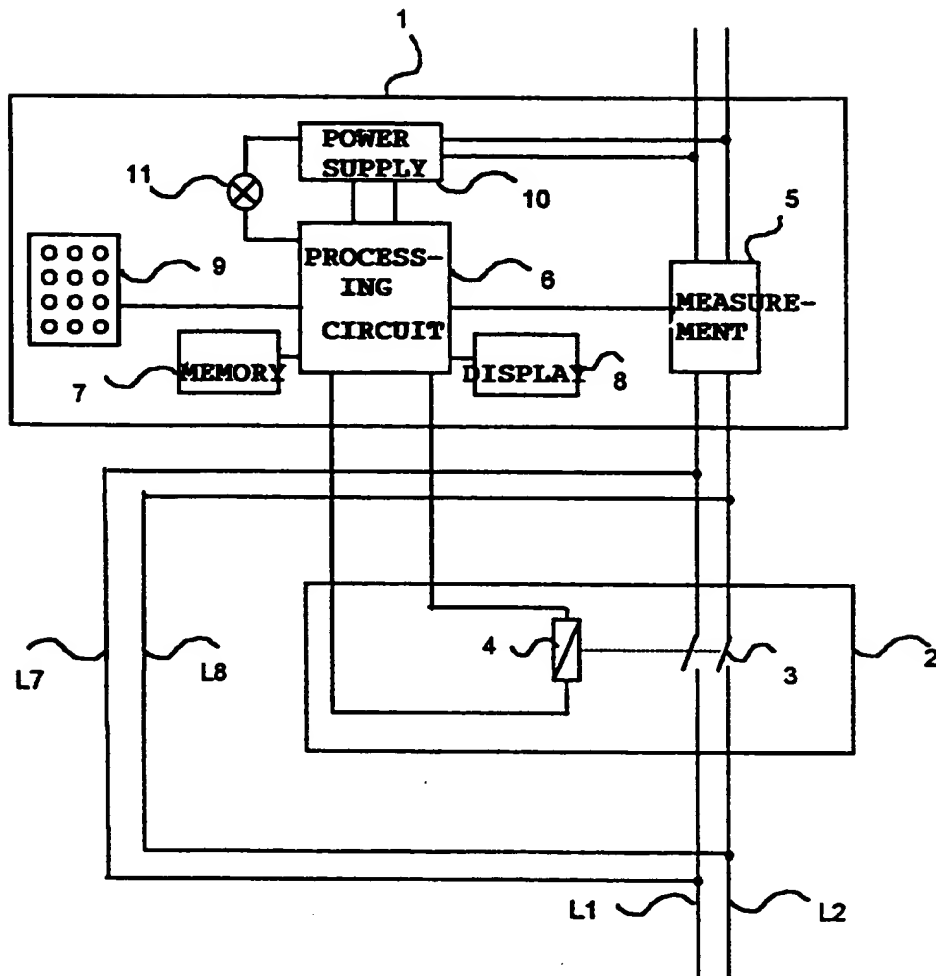 1
POWER
SUPPLY
11
10
5
PROCESS-
ING
CIRCUIT
9
6
MEASURE-
MENT
7
MEMORY
DISPLAY
8
4
3
2
L7
L8
L1
L2